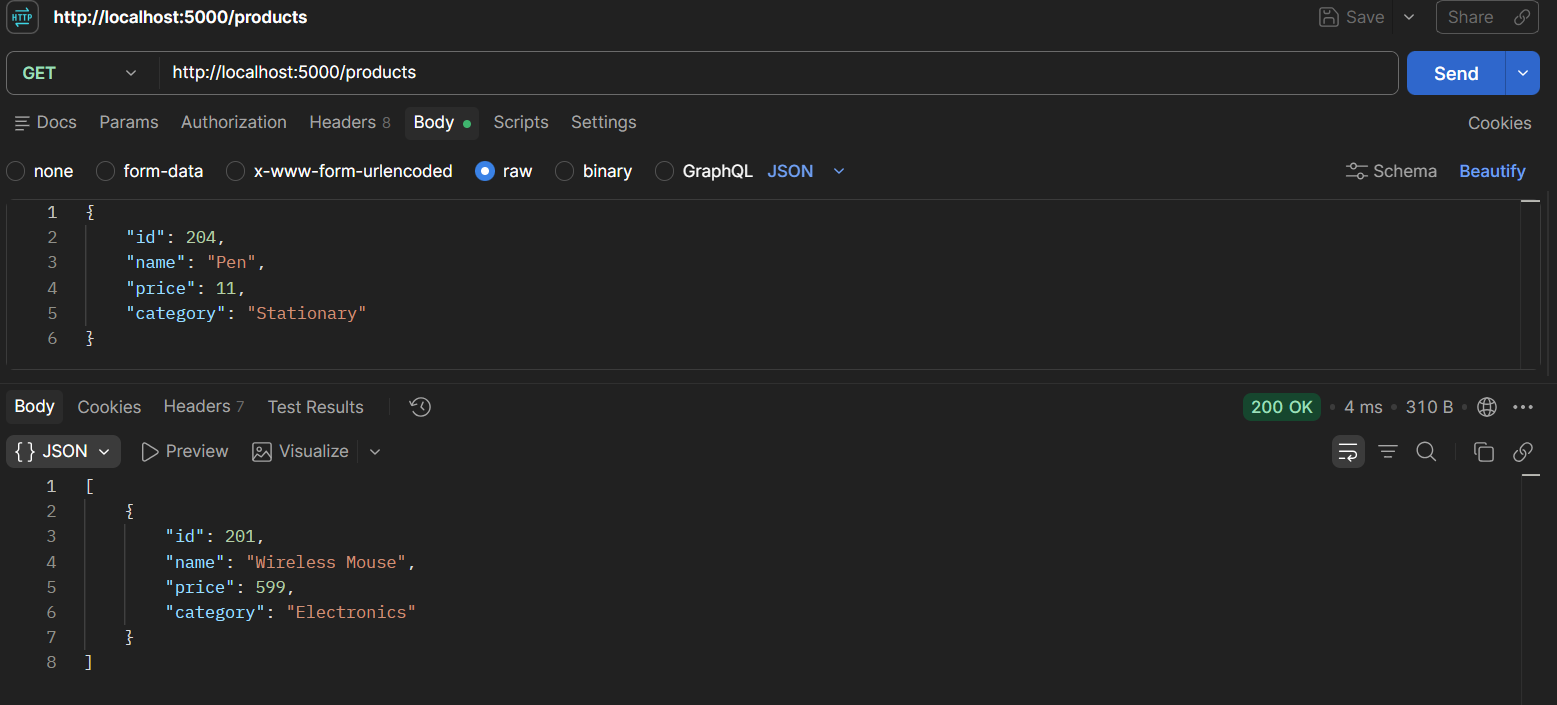 HTTP http://localhost:5000/products Save Share
GET http://localhost:5000/products Send
Docs Params Authorization Headers 8 Body Scripts Settings Cookies
none form-data x-www-form-urlencoded raw binary GraphQL JSON Schema Beautify
1 {
2 "id": 204,
3 "name": "Pen",
4 "price": 11,
5 "category": "Stationary"
6 }
Body Cookies Headers 7 Test Results 200 OK • 4 ms • 310 B •
{} JSON Preview Visualize
1 [
2 {
3 "id": 201,
4 "name": "Wireless Mouse",
5 "price": 599,
6 "category": "Electronics"
7 }
8 ]